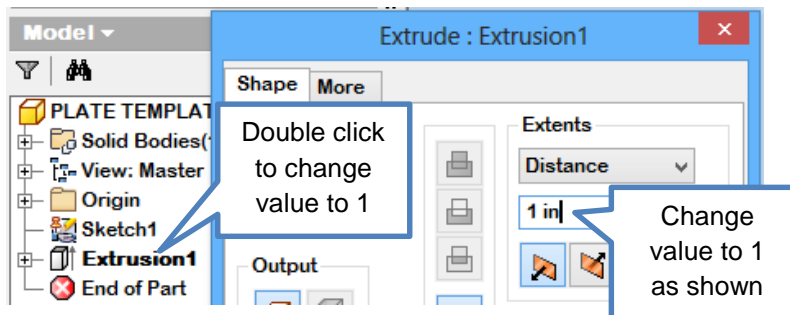 Model
Extrude : Extrusion1
Shape
More
PLATE TEMPLAT
Solid Bodies(
View: Master
Origin
Sketch1
Extrusion1
End of Part
Double click
to change
value to 1
Extents
Distance
1 in
Change
value to 1
as shown
Output